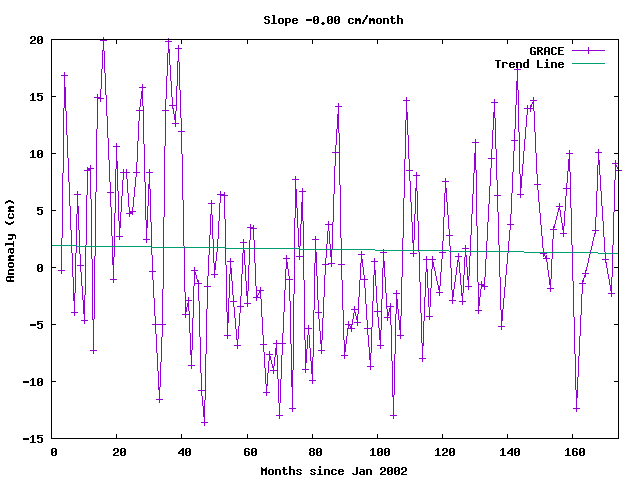 Slope -0.00 cm/month
20
GRACE
Trend Line
15
10
5
0
-5
-10
-15
Anomaly (cm)
0 20 40 60 80 100 120 140 160
Months since Jan 2002